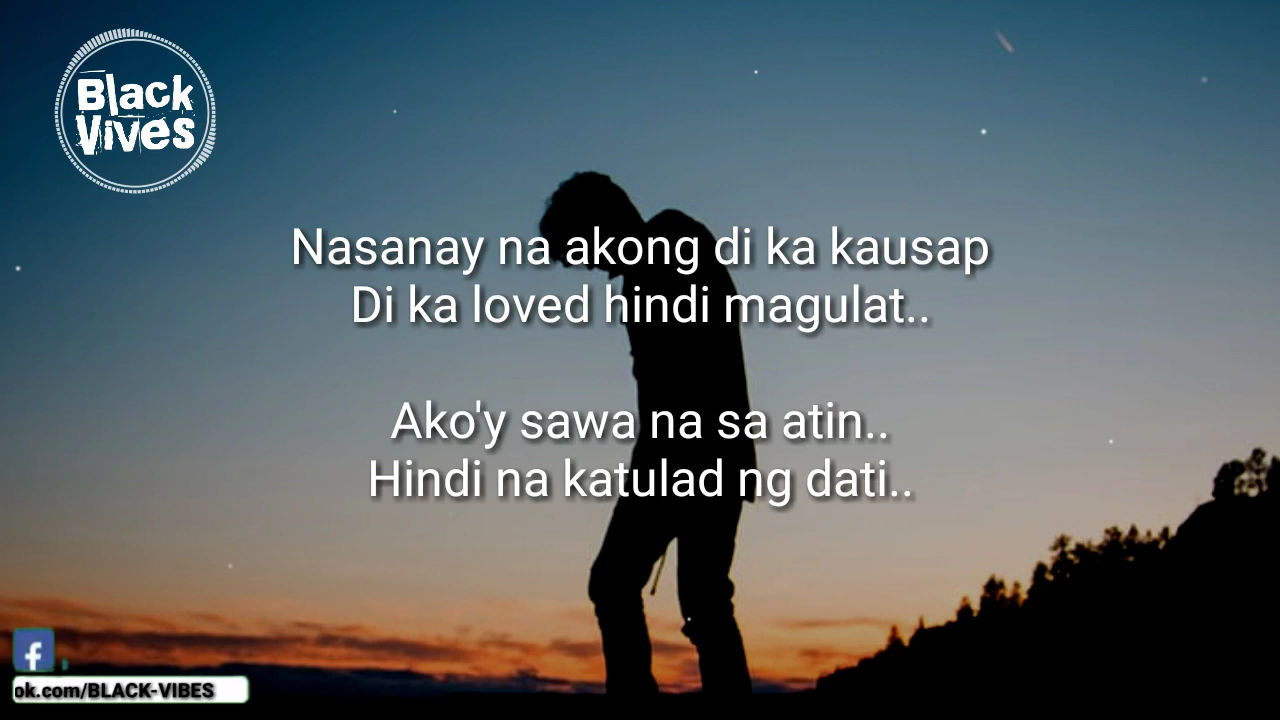 Black
Vives
Nasanay na akong di ka kausap
Di ka loved hindi magulat..
Ako'y sawa na sa atin..
Hindi na katulad ng dati..
f
ok.com/BLACK-VIBES